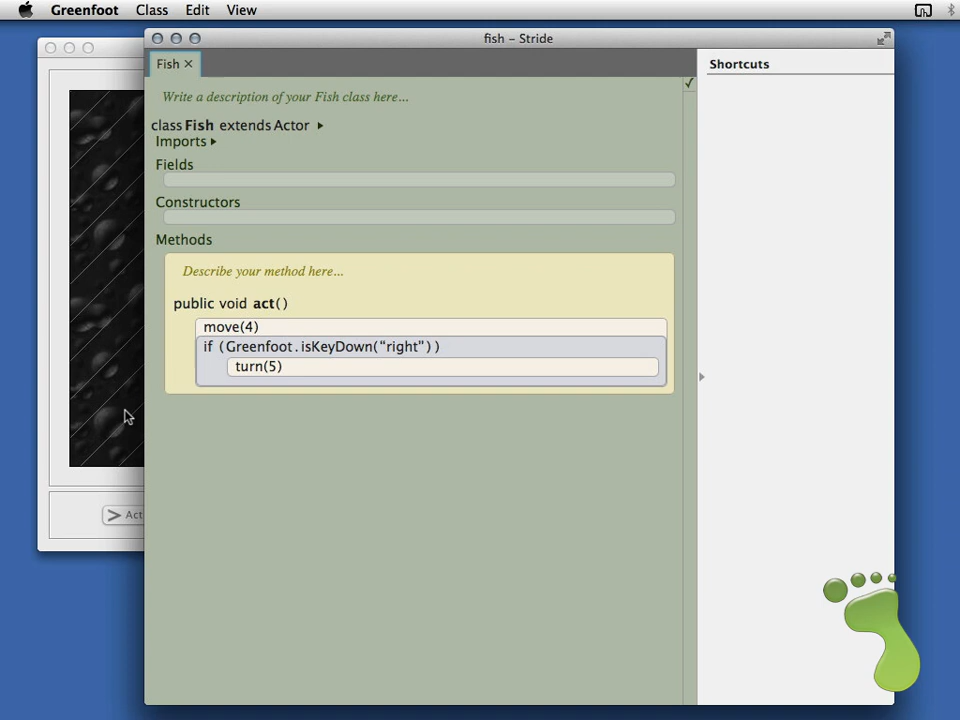 Greenfoot Class Edit View
fish – Stride
Fish ×
Shortcuts
Write a description of your Fish class here...
class Fish extends Actor
Imports
Fields
Constructors
Methods
Describe your method here...
public void act()
move(4)
if (Greenfoot.isKeyDown(“right”))
turn(5)
Act